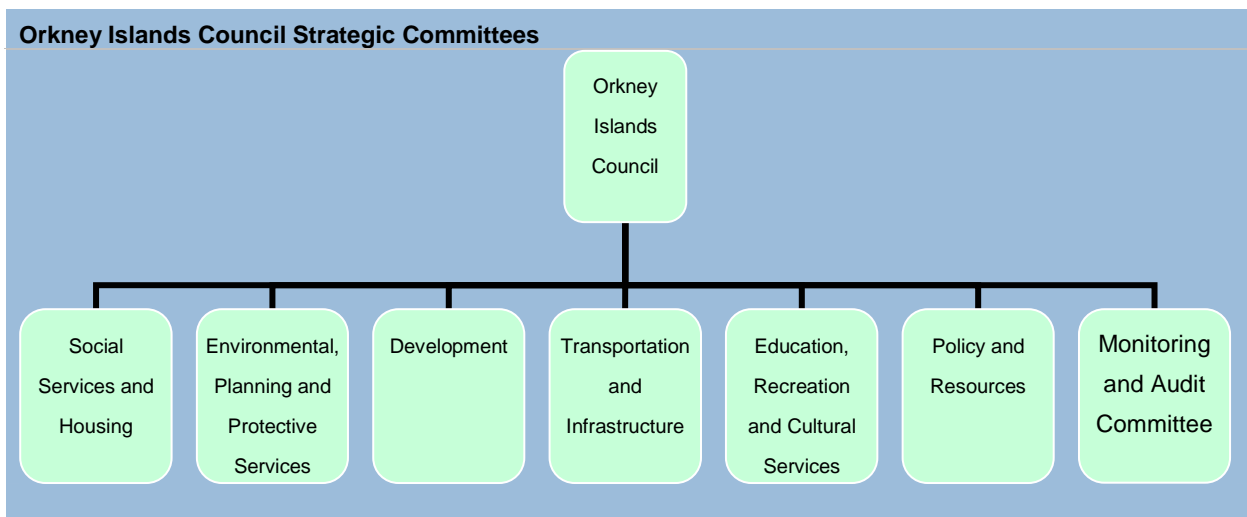 Orkney Islands Council Strategic Committees
Orkney
Islands
Council
Social
Services and
Housing
Environmental,
Planning and
Protective
Services
Development
Transportation
and
Infrastructure
Education,
Recreation
and Cultural
Services
Policy and
Resources
Monitoring
and Audit
Committee